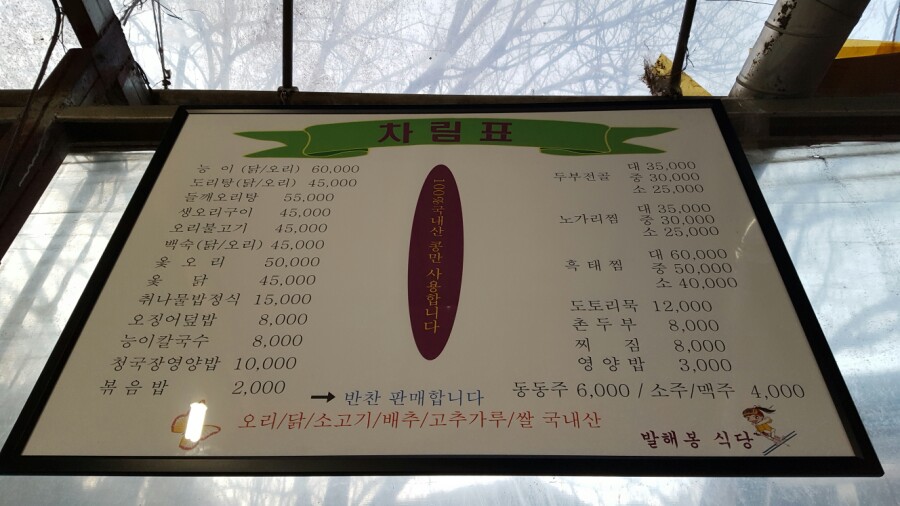 차림표
능 이 (닭/오리) 60,000
도리탕(닭/오리) 45,000
들깨오리탕 55,000
생오리구이 45,000
오리불고기 45,000
백숙(닭/오리) 45,000
옻 오 리 50,000
옻 닭 45,000
취나물밥정식 15,000
오징어덮밥 8,000
능이칼국수 8,000
청국장영양밥 10,000
볶음밥 2,000
100%국내산 콩만 사용합니다
대 35,000
두부전골 중 30,000
소 25,000
대 35,000
노가리찜 중 30,000
소 25,000
대 60,000
흑태찜 중 50,000
소 40,000
도토리묵 12,000
촌두부 8,000
찌 짐 8,000
영양밥 3,000
→ 반찬 판매합니다
동동주 6,000 / 소주/맥주 4,000
오리/닭/소고기/배추/고추가루/쌀 국내산
발해봉 식당